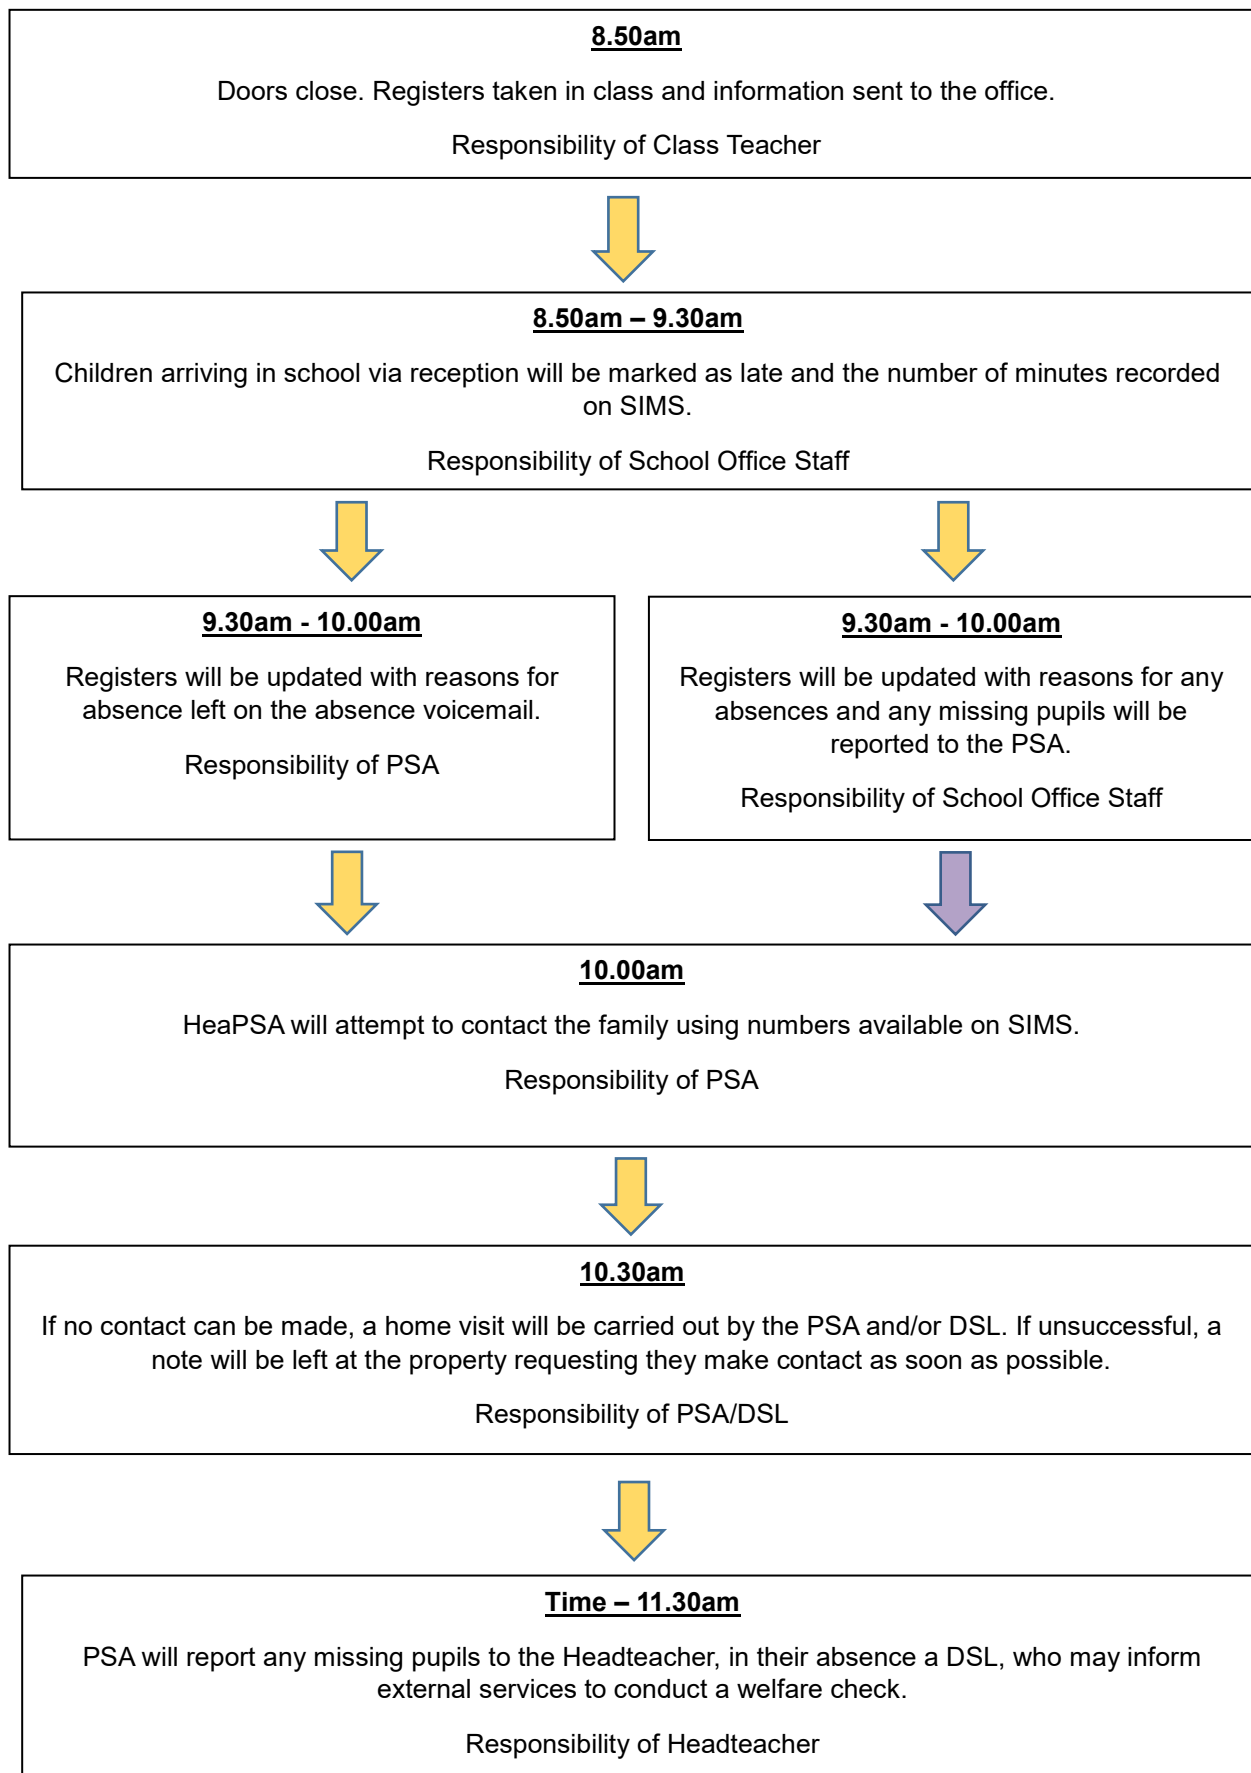 8.50am
Doors close. Registers taken in class and information sent to the office.
Responsibility of Class Teacher
8.50am – 9.30am
Children arriving in school via reception will be marked as late and the number of minutes recorded
on SIMS.
Responsibility of School Office Staff
9.30am - 10.00am
Registers will be updated with reasons for
absence left on the absence voicemail.
Responsibility of PSA
9.30am - 10.00am
Registers will be updated with reasons for any
absences and any missing pupils will be
reported to the PSA.
Responsibility of School Office Staff
10.00am
HeaPSA will attempt to contact the family using numbers available on SIMS.
Responsibility of PSA
10.30am
If no contact can be made, a home visit will be carried out by the PSA and/or DSL. If unsuccessful, a
note will be left at the property requesting they make contact as soon as possible.
Responsibility of PSA/DSL
Time – 11.30am
PSA will report any missing pupils to the Headteacher, in their absence a DSL, who may inform
external services to conduct a welfare check.
Responsibility of Headteacher